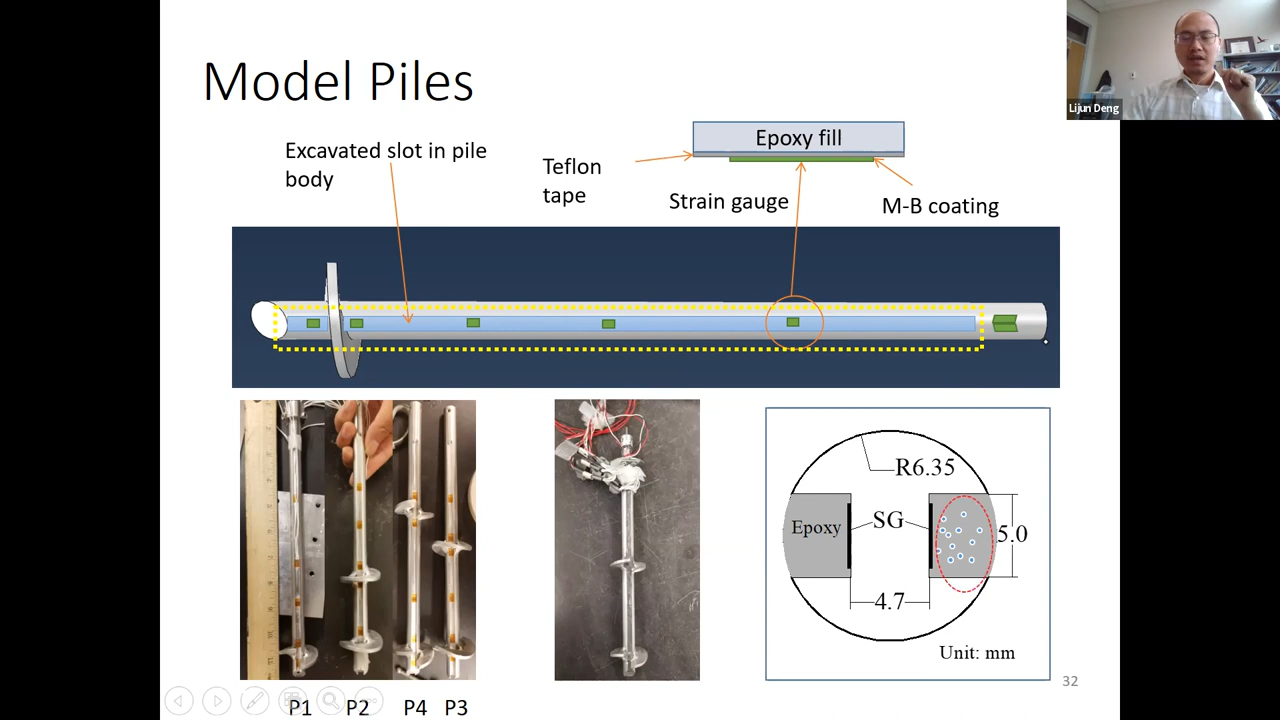 Model Piles
Lijun Deng
Excavated slot in pile
body
Teflon
tape
Epoxy fill
Strain gauge
M-B coating
R6.35
Epoxy
SG
5.0
4.7
Unit: mm
32
P1
P2
P4
P3